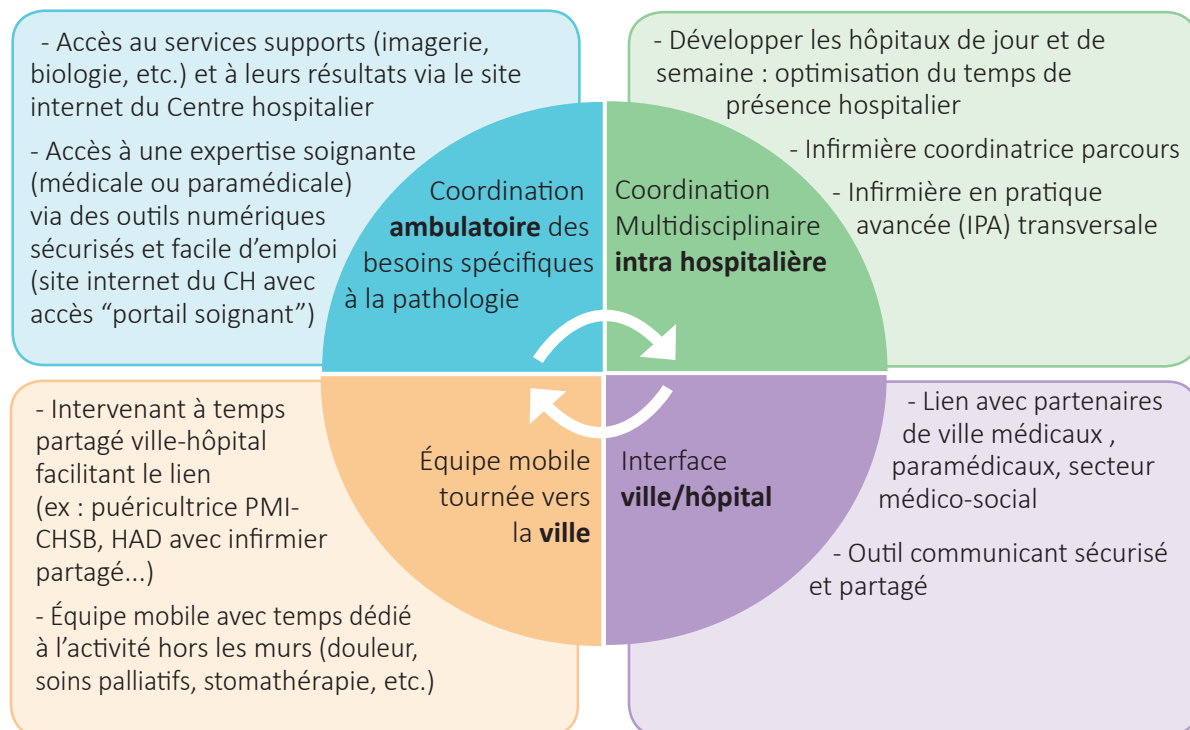 - Accès au services supports (imagerie,
biologie, etc.) et à leurs résultats via le site
internet du Centre hospitalier
- Accès à une expertise soignante
(médicale ou paramédicale)
via des outils numériques
sécurisés et facile d’emploi
(site internet du CH avec
accès “portail soignant”)
Coordination
ambulatoire des
besoins spécifiques
à la pathologie
- Développer les hôpitaux de jour et de
semaine : optimisation du temps de
présence hospitalier
- Infirmière coordinatrice parcours
- Infirmière en pratique
avancée (IPA) transversale
Coordination
Multidisciplinaire
intra hospitalière
- Intervenant à temps
partagé ville-hôpital
facilitant le lien
(ex : puéricultrice PMI-
CHSB, HAD avec infirmier
partagé...)
- Équipe mobile avec temps dédié
à l’activité hors les murs (douleur,
soins palliatifs, stomathérapie, etc.)
Équipe mobile
tournée vers
la ville
Interface
ville/hôpital
- Lien avec partenaires
de ville médicaux ,
paramédicaux, secteur
médico-social
- Outil communicant sécurisé
et partagé